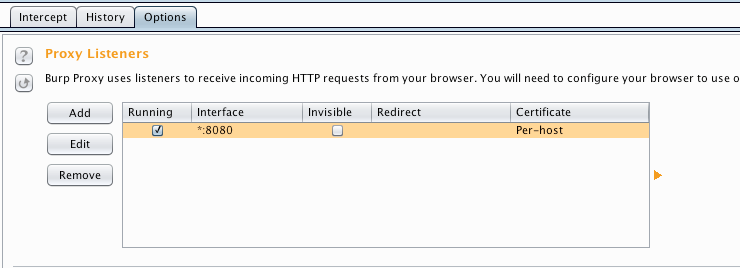 Intercept History Options
? Proxy Listeners
Burp Proxy uses listeners to receive incoming HTTP requests from your browser. You will need to configure your browser to use o
Add Running Interface Invisible Redirect Certificate
*:8080 Per-host
Edit
Remove